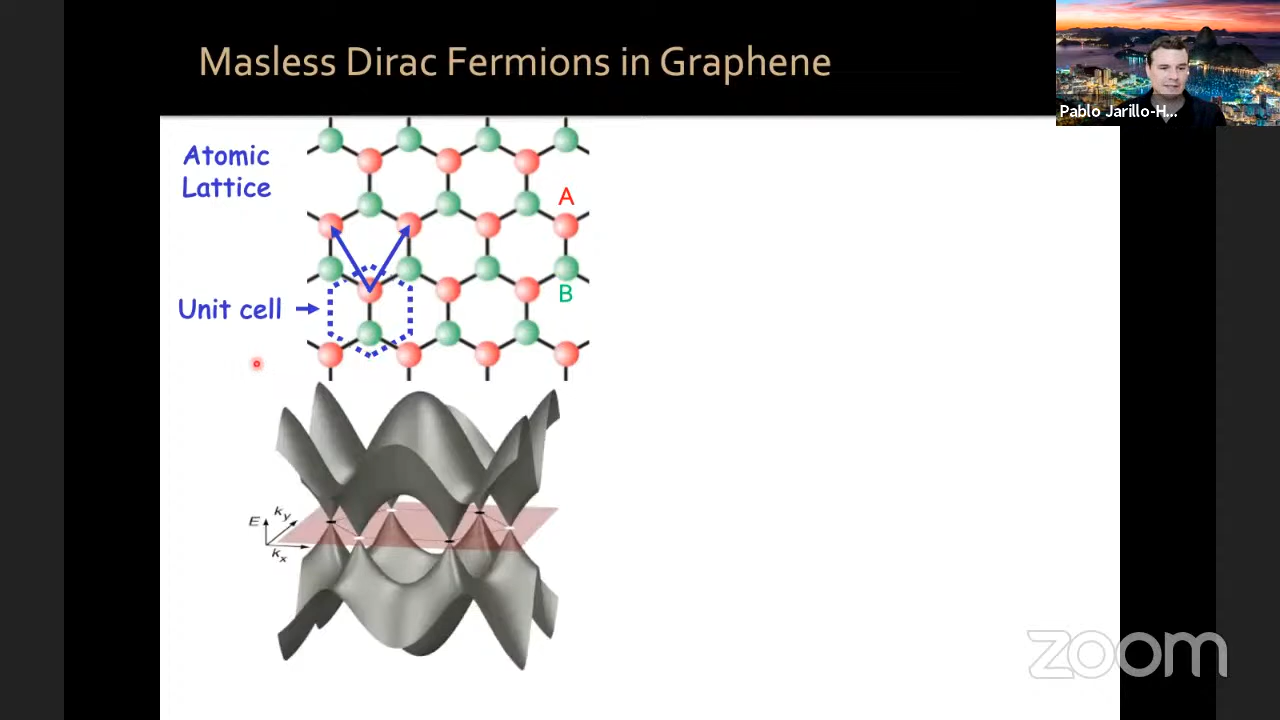 Masless Dirac Fermions in Graphene
Pablo Jarillo-H...
Atomic
Lattice
A
B
Unit cell
E
ky
kx
zoom